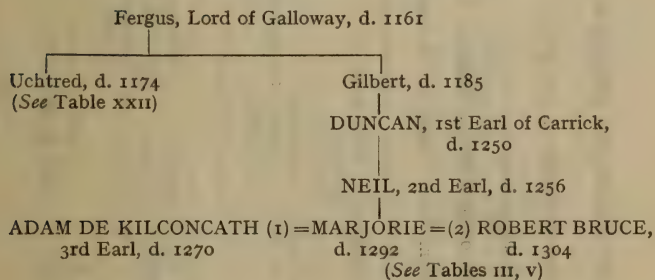 Fergus, Lord of Galloway, d. 1161
Uchtred, d. 1174
(See Table XXII)
Gilbert, d. 1185
DUNCAN, 1st Earl of Carrick,
d. 1250
NEIL, 2nd Earl, d. 1256
ADAM DE KILCONCATH (1)=MARJORIE=(2) ROBERT BRUCE,
3rd Earl, d. 1270 d. 1292 d. 1304
(See Tables III, V)